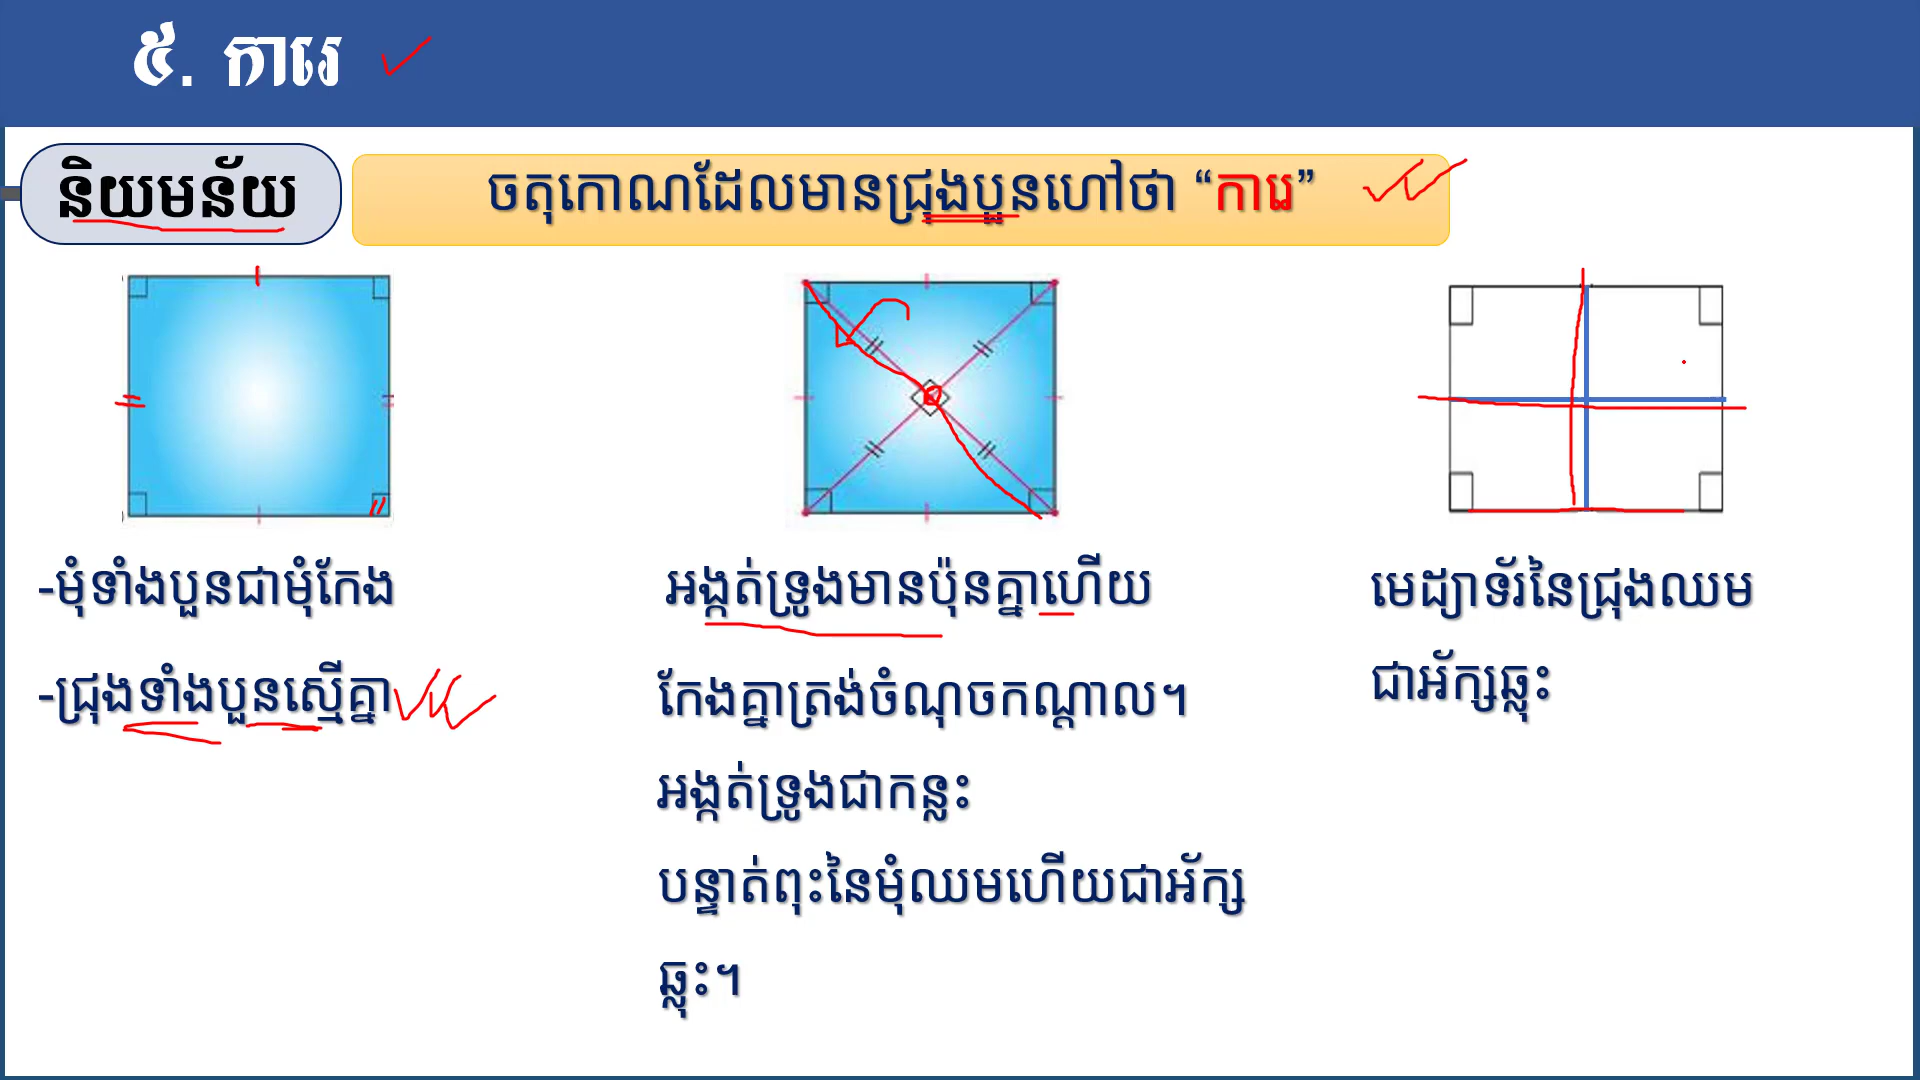 ៥. ការេ
និយមន័យ
ចតុកោណដែលមានជ្រុងបួនហៅថា “ការេ”
-មុំទាំងបួនជាមុំកែង
-ជ្រុងទាំងបួនស្មើគ្នា
អង្កត់ទ្រូងមានប៉ុនគ្នាហើយ
កែងគ្នាត្រង់ចំណុចកណ្ដាល។
អង្កត់ទ្រូងជាកន្លះ
បន្ទាត់ពុះនៃមុំឈមហើយជាអ័ក្ស
ឆ្លុះ។
មេដ្យាទ័រនៃជ្រុងឈម
ជាអ័ក្សឆ្លុះ